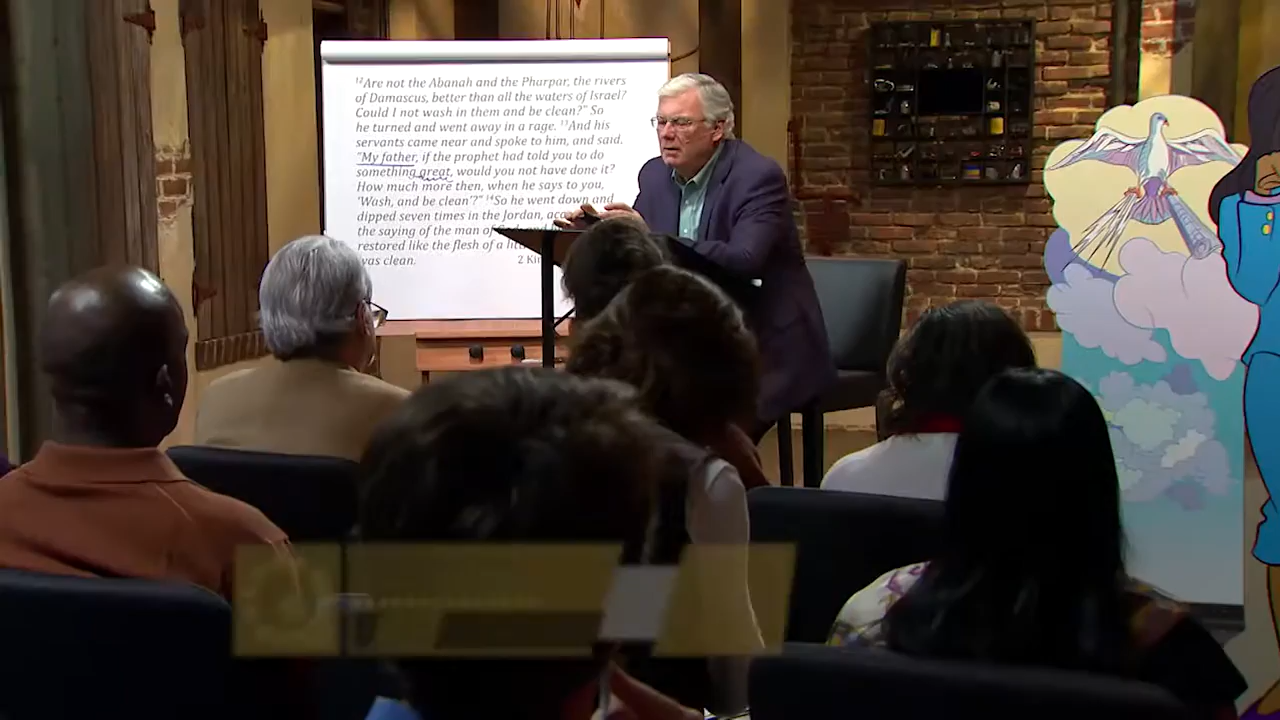 ¹²Are not the Abanah and the Pharpar, the rivers
of Damascus, better than all the waters of Israel?
Could I not wash in them and be clean?" So
he turned and went away in a rage. ¹³And his
servants came near and spoke to him, and said.
"My father, if the prophet had told you to do
something great, would you not have done it?
How much more then, when he says to you,
'Wash, and be clean'?" ¹⁴So he went down and
dipped seven times in the Jordan,
the saying of the man of
restored like the flesh of a
was clean.
2